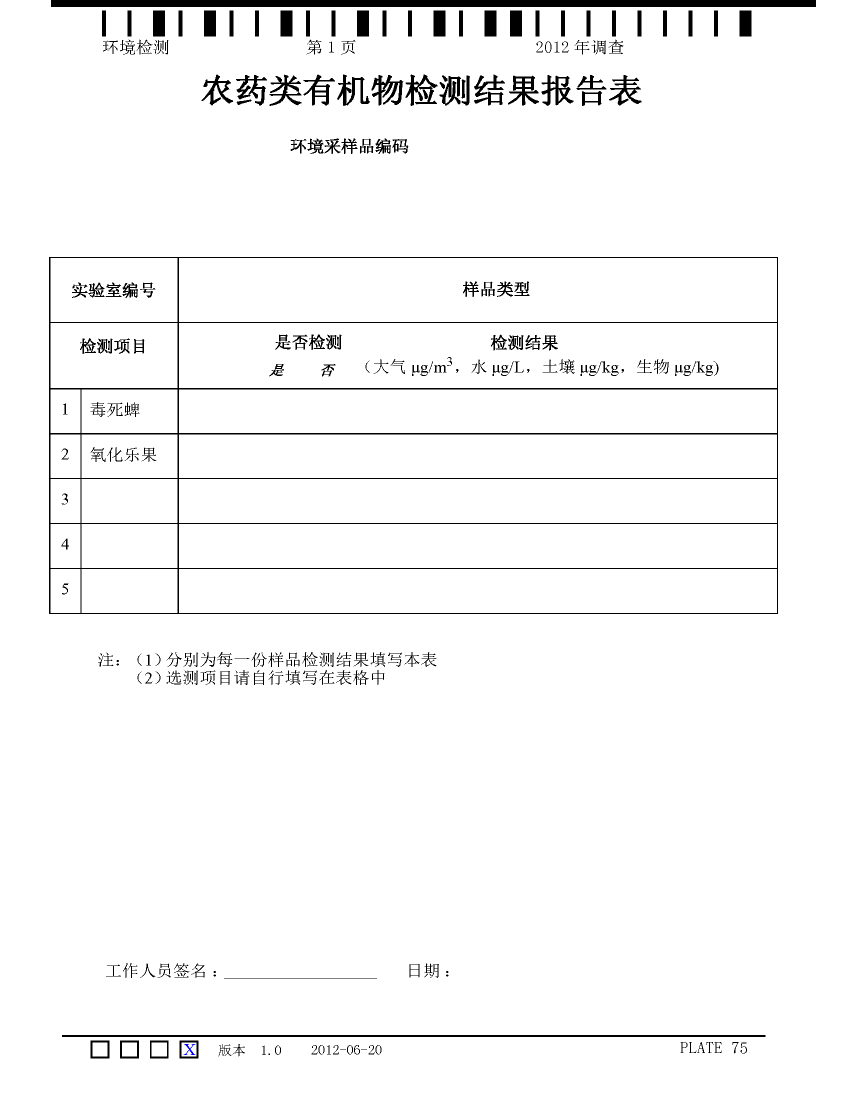 环境检测 第 1 页 2012 年调查
农药类有机物检测结果报告表
环境采样品编码
实验室编号 样品类型
检测项目 是否检测 检测结果
是 否 （大气 μg/m³，水 μg/L，土壤 μg/kg，生物 μg/kg)
1 毒死蜱
2 氧化乐果
3
4
5
注：（1）分别为每一份样品检测结果填写本表
（2）选测项目请自行填写在表格中
工作人员签名：__________________ 日期：
X 版本 1.0 2012-06-20 PLATE 75